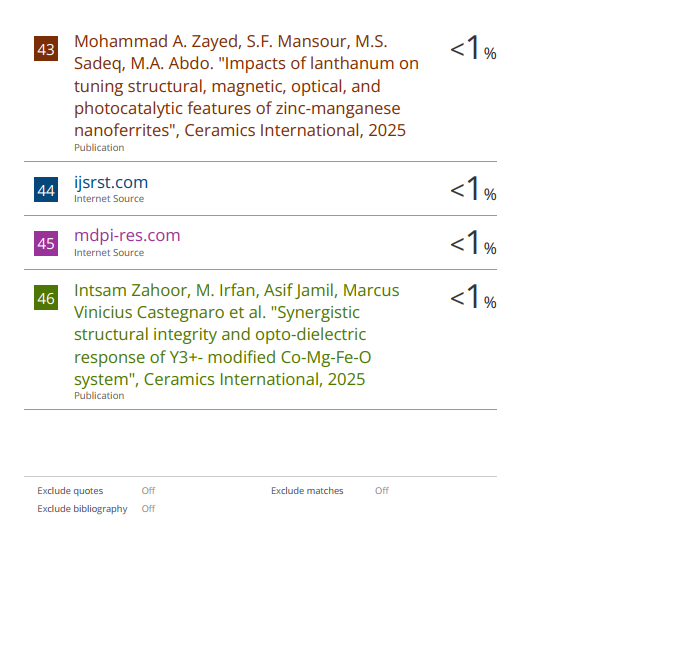 43
Mohammad A. Zayed, S.F. Mansour, M.S.
Sadeq, M.A. Abdo. "Impacts of lanthanum on
tuning structural, magnetic, optical, and
photocatalytic features of zinc-manganese
nanoferrites", Ceramics International, 2025
Publication
<1%
44
ijsrst.com
Internet Source
<1%
45
mdpi-res.com
Internet Source
<1%
46
Intsam Zahoor, M. Irfan, Asif Jamil, Marcus
Vinicius Castegnaro et al. "Synergistic
structural integrity and opto-dielectric
response of Y3+- modified Co-Mg-Fe-O
system", Ceramics International, 2025
Publication
<1%
Exclude quotes Off Exclude matches Off
Exclude bibliography Off